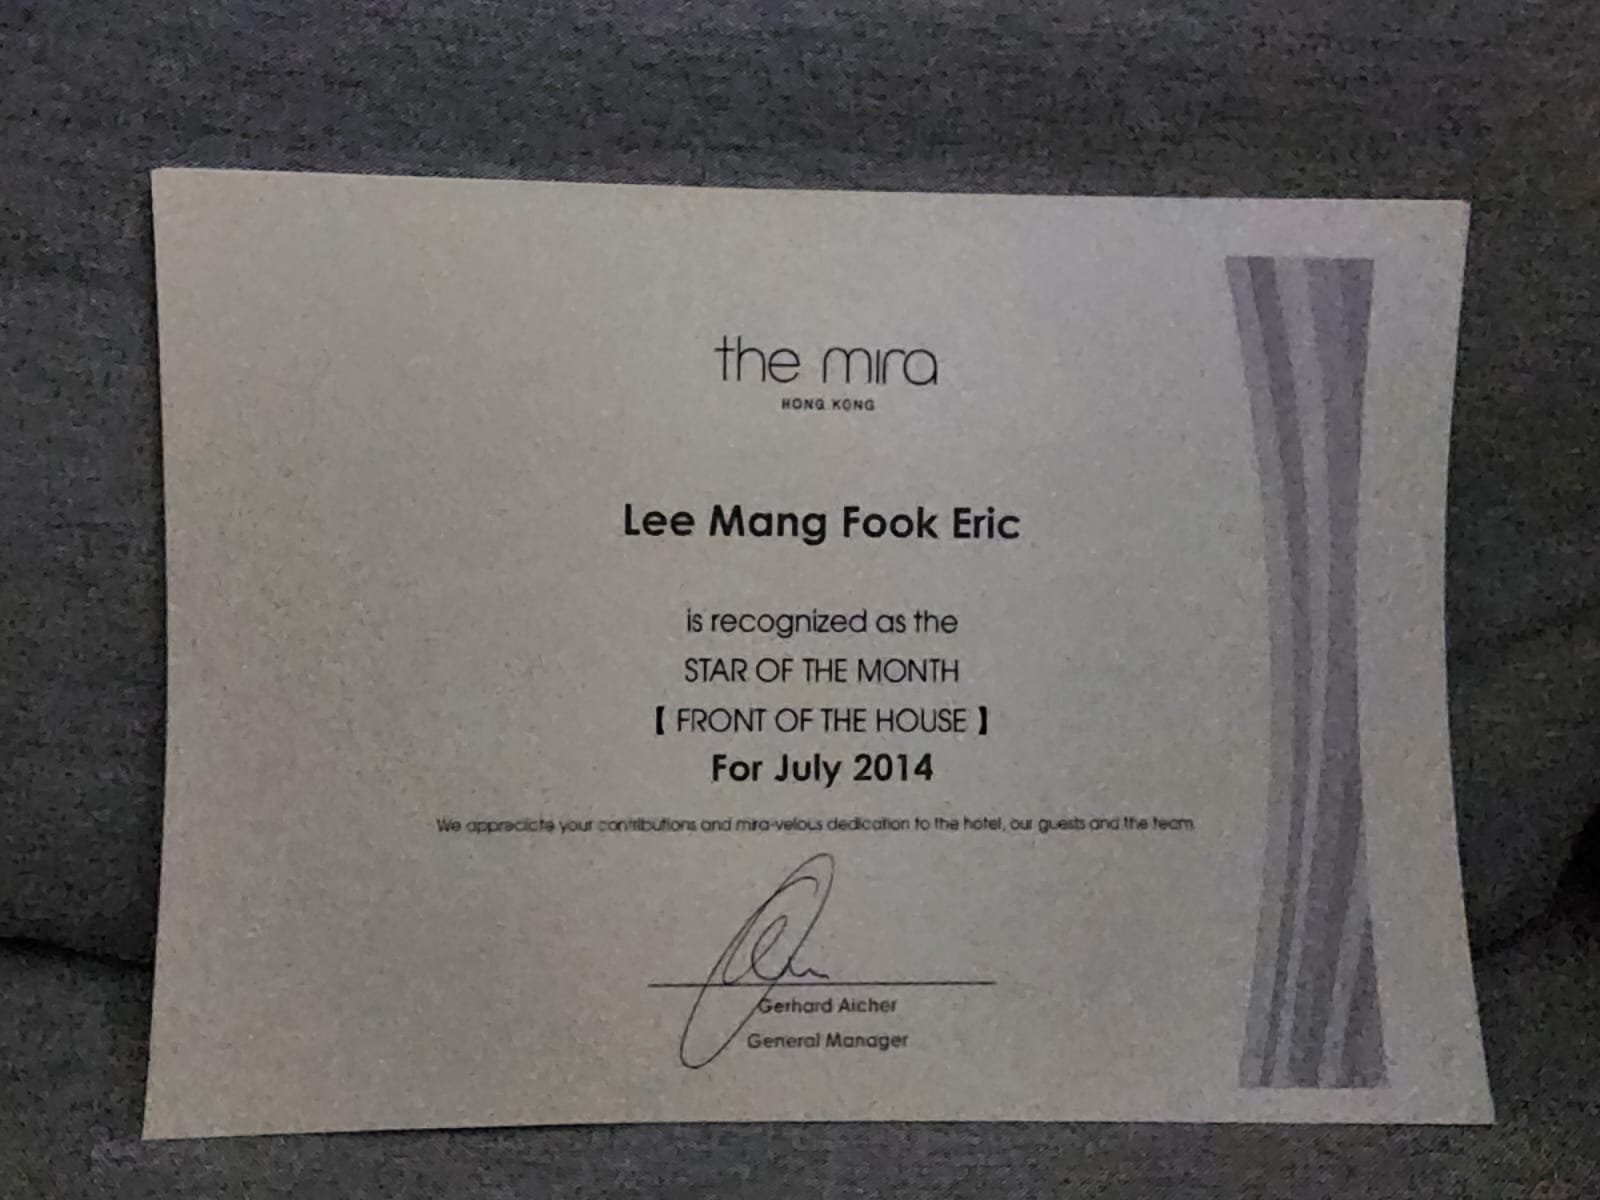 the mira
HONG KONG
Lee Mang Fook Eric
is recognized as the
STAR OF THE MONTH
【 FRONT OF THE HOUSE 】
For July 2014
We appreciate your contributions and mira-velous dedication to the hotel, our guests and the team
Gerhard Aicher
General Manager